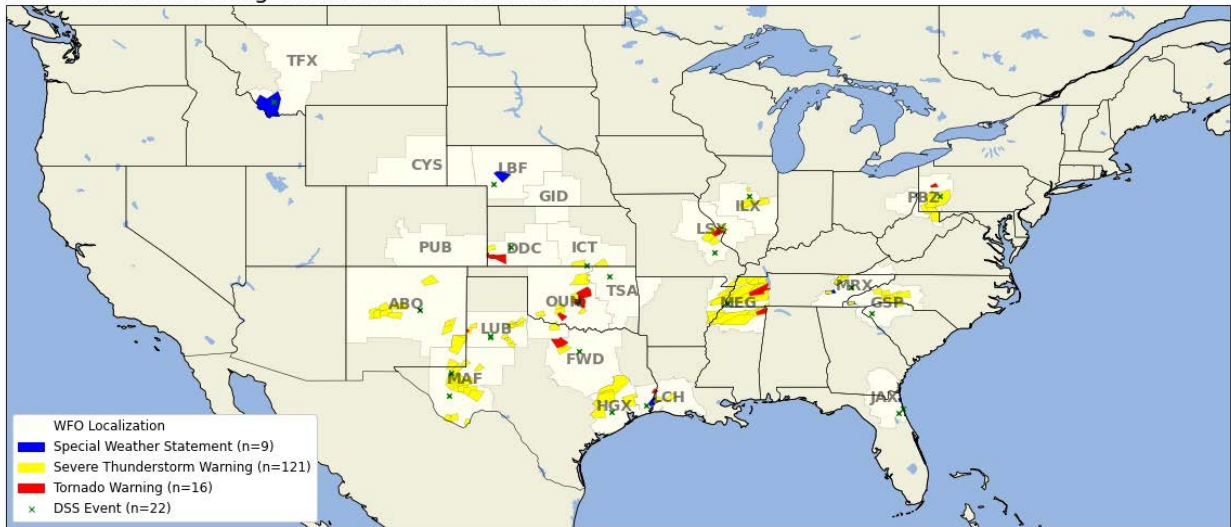 TFX
CYS
LBF
GID
PUB
DDC
ICT
ILX
LSX
PBZ
ABQ
LUB
OUN
TSA
MEG
MRX
GSP
MAF
FWD
HGX
LCH
JAX
WFO Localization
Special Weather Statement (n=9)
Severe Thunderstorm Warning (n=121)
Tornado Warning (n=16)
DSS Event (n=22)